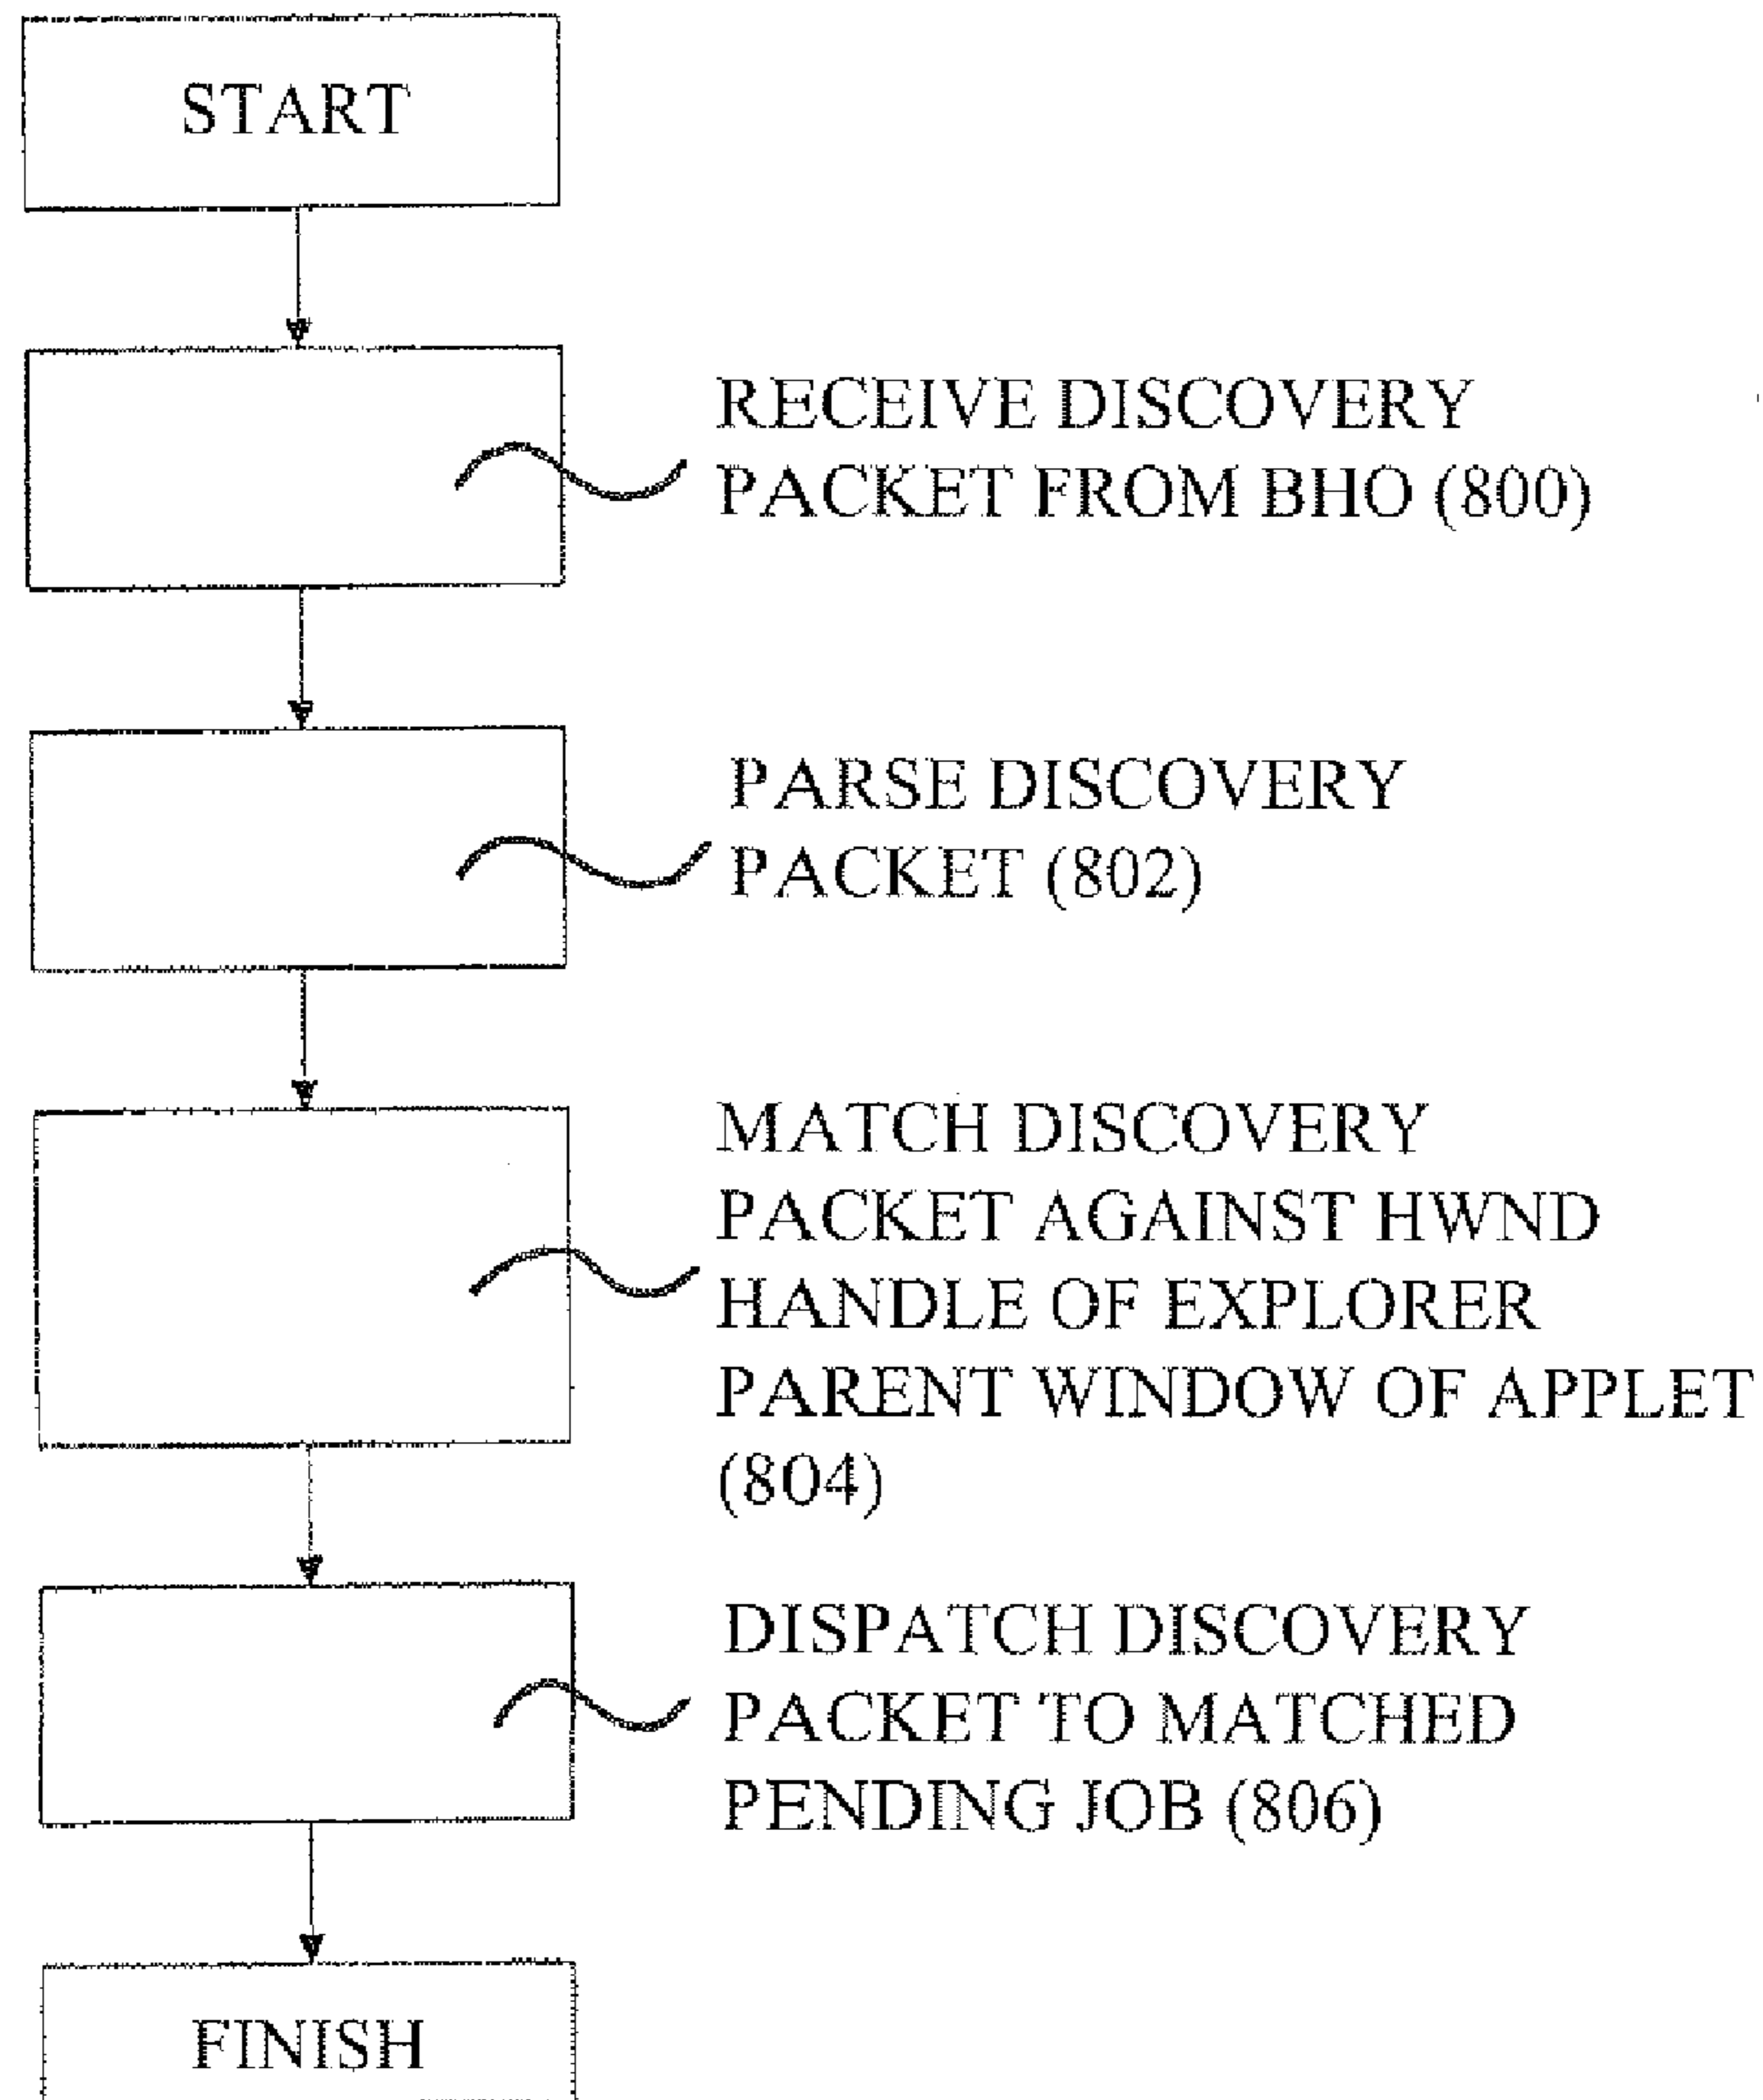 START
RECEIVE DISCOVERY
PACKET FROM BHO (800)
PARSE DISCOVERY
PACKET (802)
MATCH DISCOVERY
PACKET AGAINST HWND
HANDLE OF EXPLORER
PARENT WINDOW OF APPLET
(804)
DISPATCH DISCOVERY
PACKET TO MATCHED
PENDING JOB (806)
FINISH